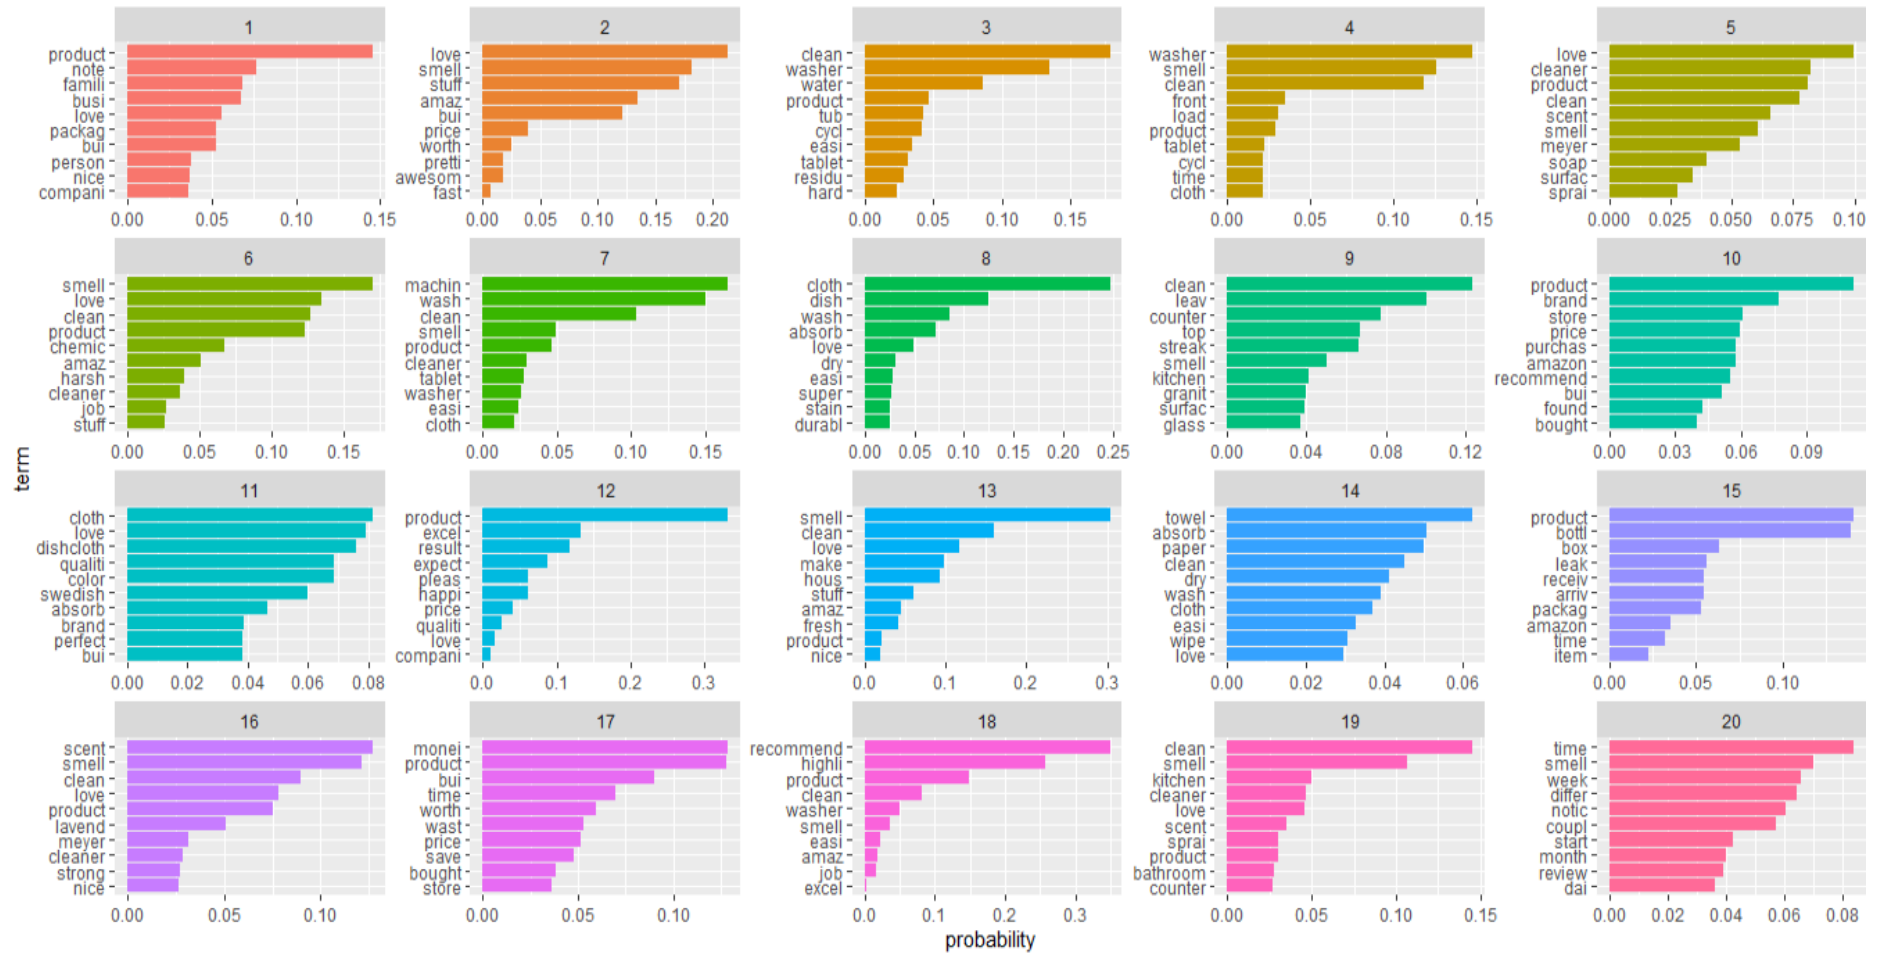 1
product
note
famili
busi
love
packag
bui
person
nice
compani
0.00 0.05 0.10 0.15
2
love
smell
stuff
amaz
bui
price
worth
pretti
awesom
fast
0.00 0.05 0.10 0.15 0.20
3
clean
washer
water
product
tub
cycl
easi
tablet
residu
hard
0.00 0.05 0.10 0.15
4
washer
smell
clean
front
load
product
tablet
cycl
time
cloth
0.00 0.05 0.10 0.15
5
love
cleaner
product
clean
scent
smell
meyer
soap
surfac
sprai
0.000 0.025 0.050 0.075 0.10
6
smell
love
clean
product
chemic
amaz
harsh
cleaner
job
stuff
0.00 0.05 0.10 0.15
7
machin
wash
clean
smell
product
cleaner
tablet
washer
easi
cloth
0.00 0.05 0.10 0.15
8
cloth
dish
wash
absorb
love
dry
easi
super
stain
durabl
0.00 0.05 0.10 0.15 0.20 0.25
9
clean
leav
counter
top
streak
smell
kitchen
granit
surfac
glass
0.00 0.04 0.08 0.12
10
product
brand
store
price
purchas
amazon
recommend
bui
found
bought
0.00 0.03 0.06 0.09
term
11
cloth
love
dishcloth
qualiti
color
swedish
absorb
brand
perfect
bui
0.00 0.02 0.04 0.06 0.08
12
product
excel
result
expect
pleas
happi
price
qualiti
love
compani
0.0 0.1 0.2 0.3
13
smell
clean
love
make
hous
stuff
amaz
fresh
product
nice
0.0 0.1 0.2 0.3
14
towel
absorb
paper
clean
dry
wash
cloth
easi
wipe
love
0.00 0.02 0.04 0.06
15
product
bottl
box
leak
receiv
arriv
packag
amazon
time
item
0.00 0.05 0.10
16
scent
smell
clean
love
product
lavend
meyer
cleaner
strong
nice
0.00 0.05 0.10
17
monei
product
bui
time
worth
wast
price
save
bought
store
0.00 0.05 0.10
18
recommend
highli
product
clean
washer
smell
easi
amaz
job
excel
0.0 0.1 0.2 0.3
19
clean
smell
kitchen
cleaner
love
scent
sprai
product
bathroom
counter
0.00 0.05 0.10 0.15
20
time
smell
week
differ
notic
coupl
start
month
review
dai
0.00 0.02 0.04 0.06 0.08
probability